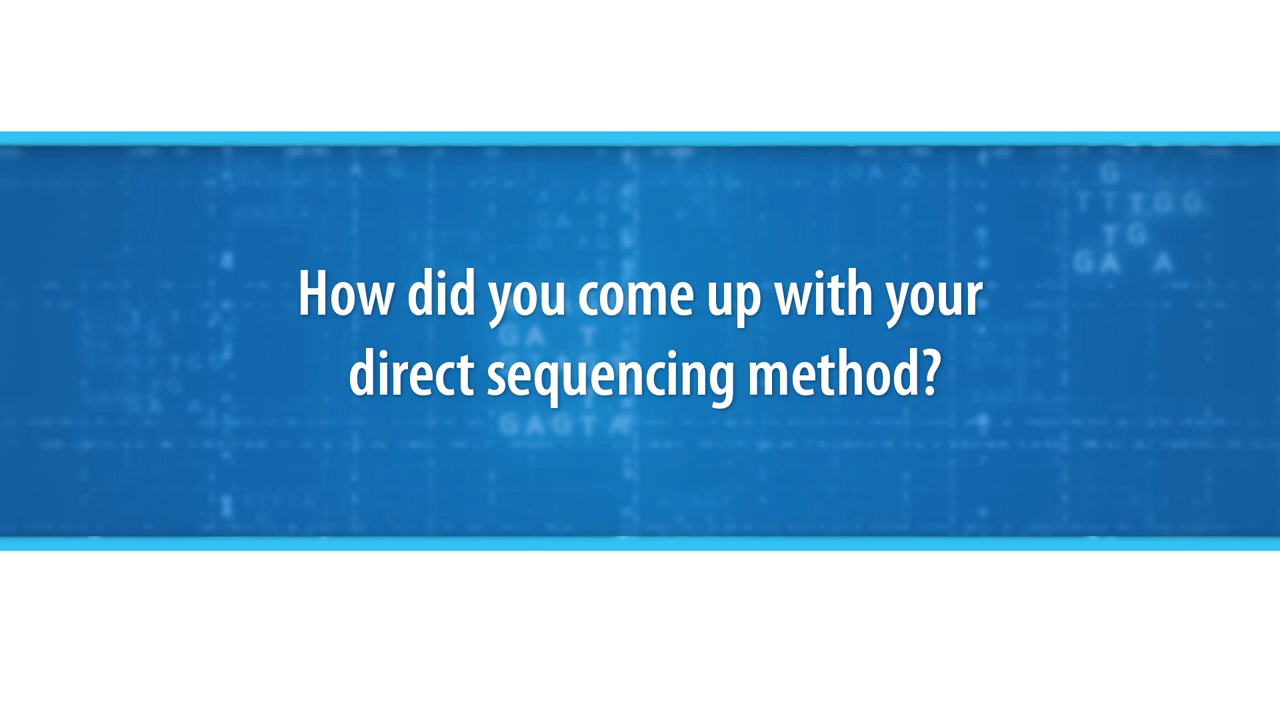 How did you come up with your
direct sequencing method?
G
T T T G G
T G
G A A
G A T
G A G T A